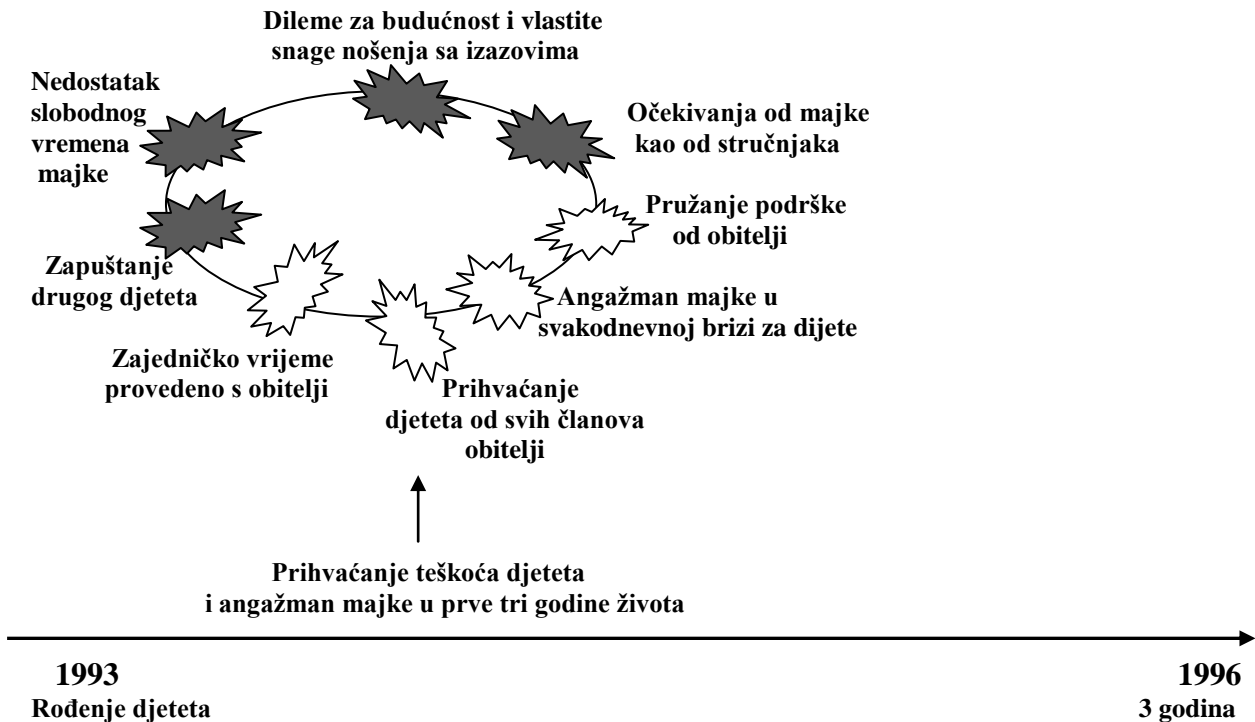 Dileme za budućnost i vlastite
snage nošenja sa izazovima
Nedostatak
slobodnog
vremena
majke
Očekivanja od majke
kao od stručnjaka
Pružanje podrške
od obitelji
Zapuštanje
drugog djeteta
Angažman majke u
svakodnevnoj brizi za dijete
Zajedničko vrijeme
provedeno s obitelji
Prihvaćanje
djeteta od svih članova
obitelji
Prihvaćanje teškoća djeteta
i angažman majke u prve tri godine života
1993
Rođenje djeteta
1996
3 godina